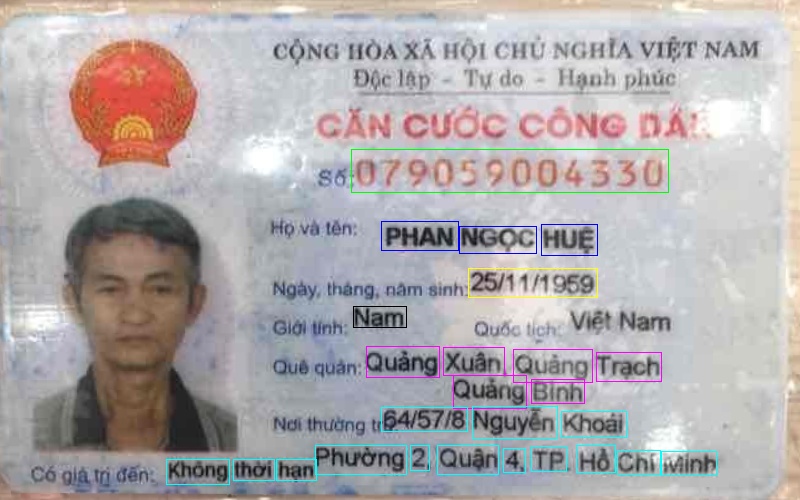 CỘNG HÒA XÃ HỘI CHỦ NGHĨA VIỆT NAM
Độc lập - Tự do - Hạnh phúc
CĂN CƯỚC CÔNG DÂ
Số: 079059004330
Họ và tên: PHAN NGỌC HUỆ
Ngày, tháng, năm sinh: 25/11/1959
Giới tính: Nam Quốc tịch: Việt Nam
Quê quán: Quảng Xuân, Quảng Trạch
Quảng Bình
Nơi thường tr 64/57/8 Nguyễn Khoái
Phường 2, Quận 4, TP. Hồ Chí Minh
Có giá trị đến: Không thời hạn